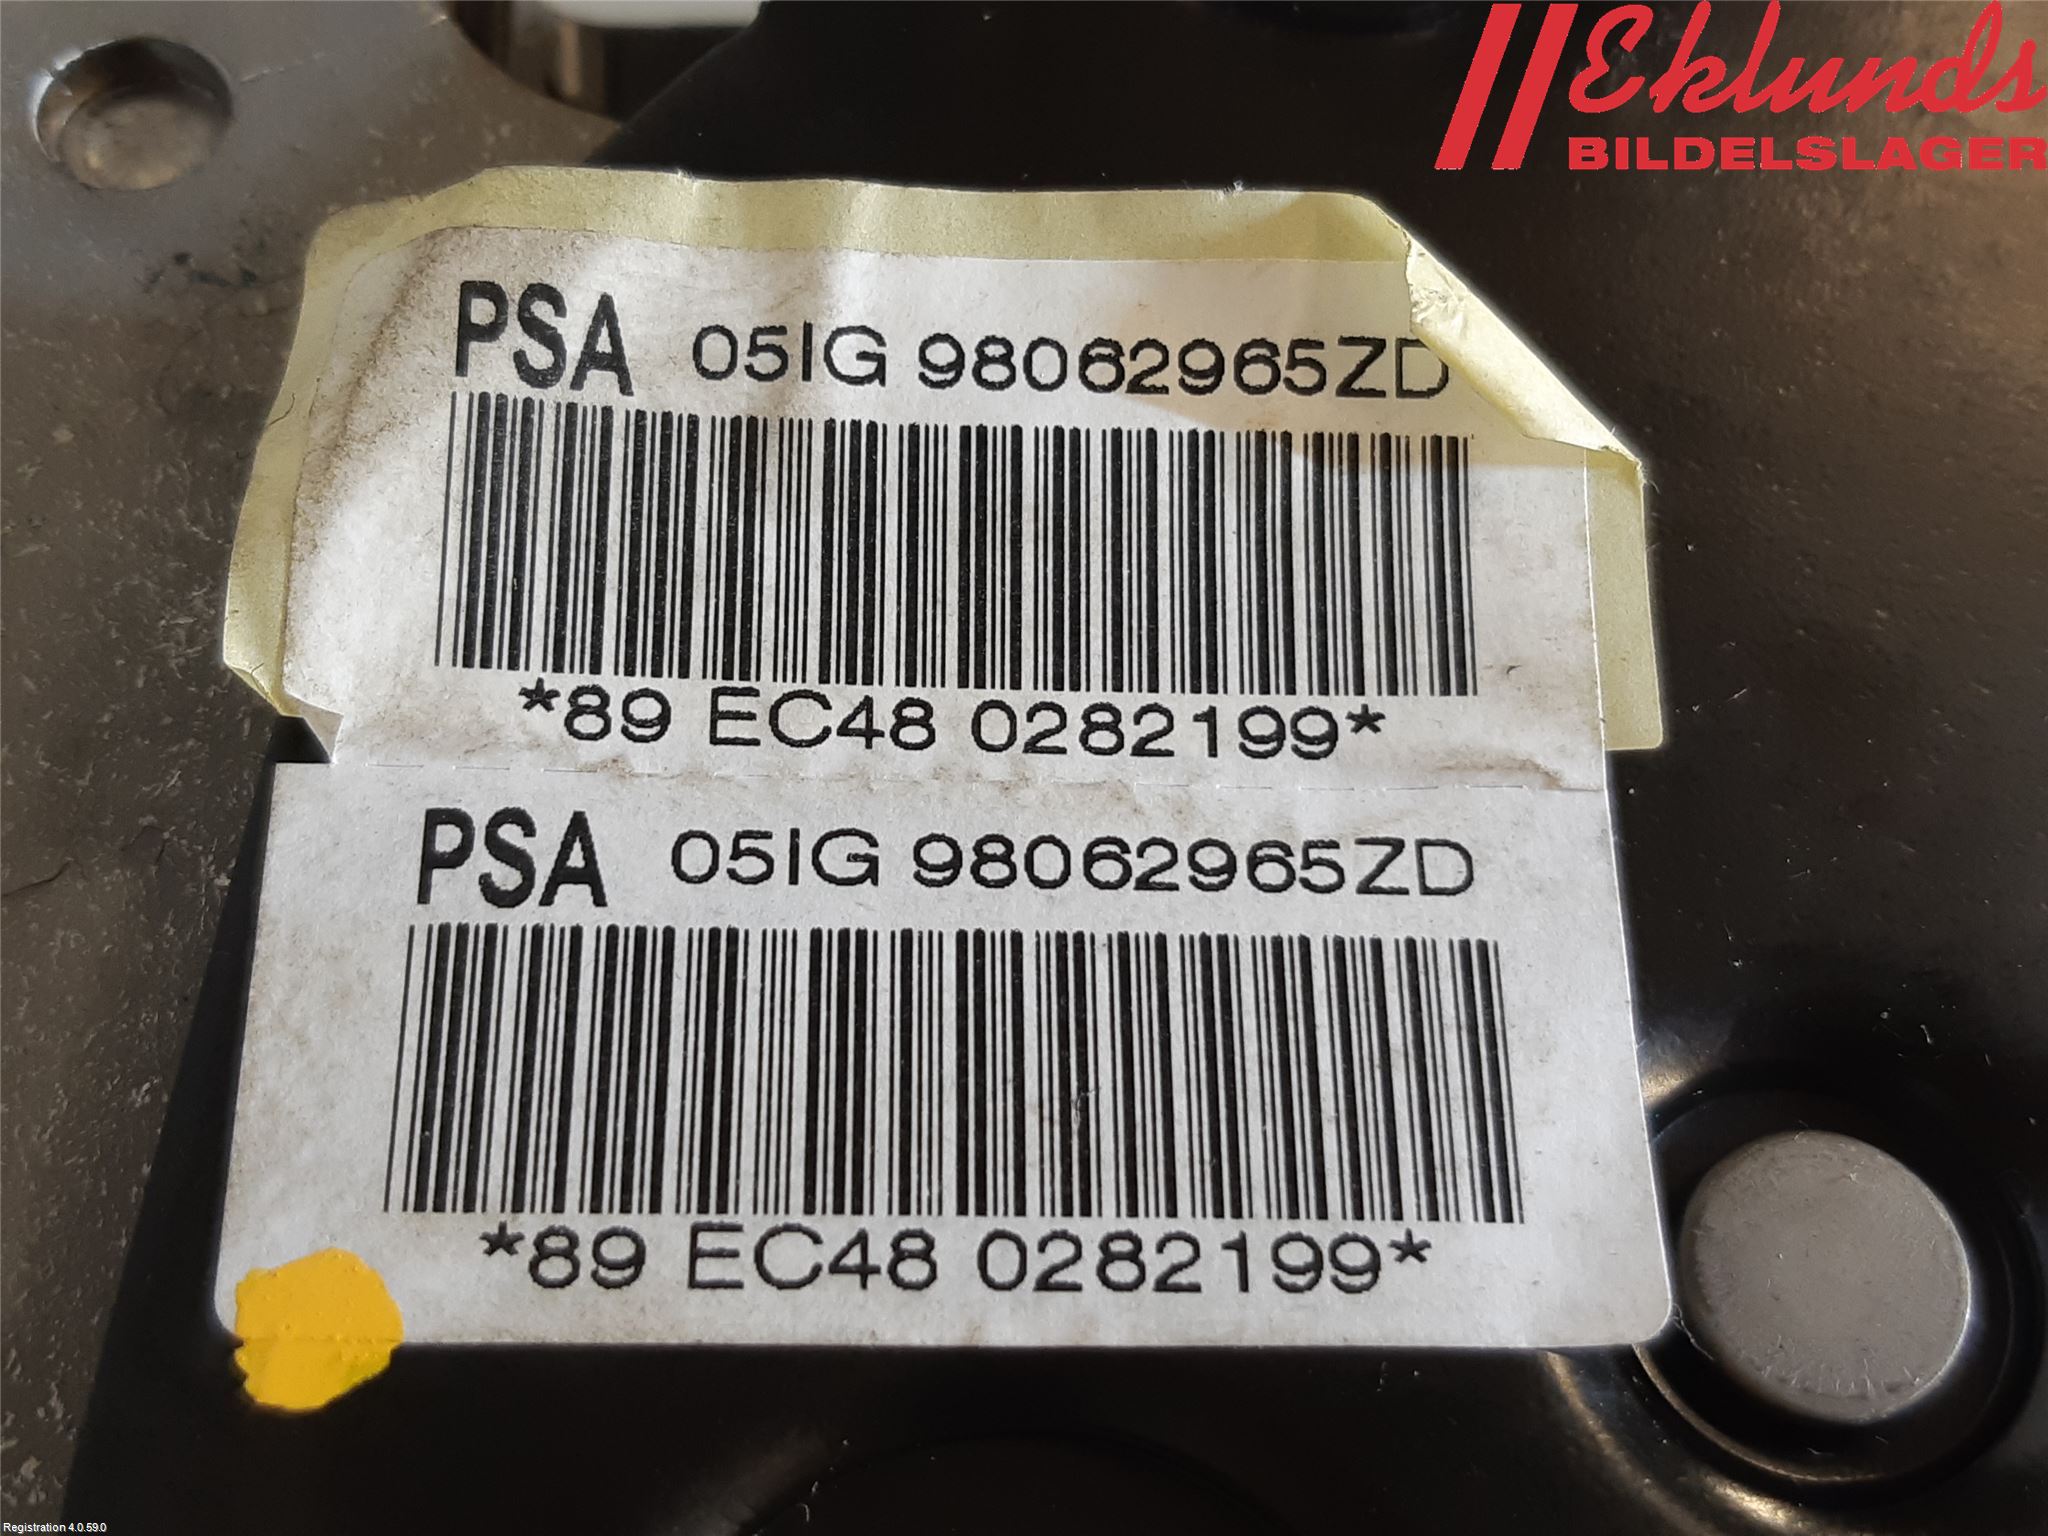 Eklunds
BILDELSLAGER
PSA 05IG 98062965ZD
*89 EC48 0282199*
PSA 05IG 98062965ZD
*89 EC48 0282199*
Registration 4.0.59.0